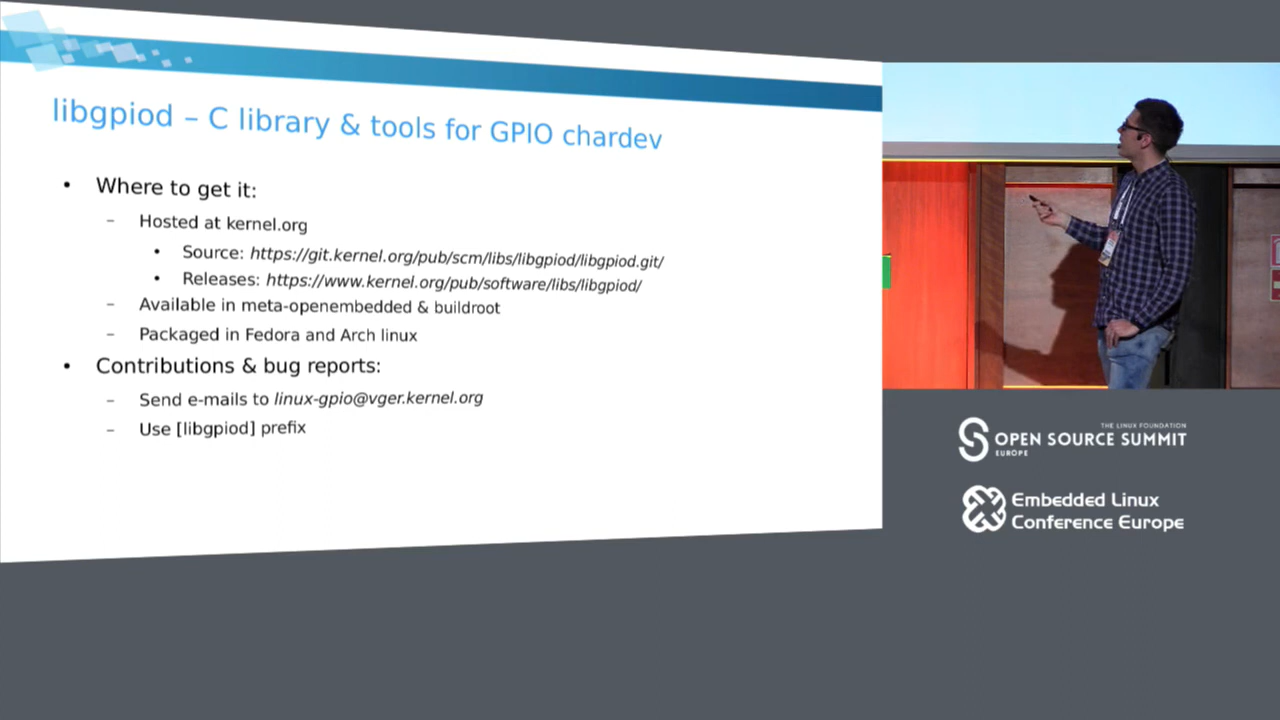 libgpiod – C library & tools for GPIO chardev
• Where to get it:
– Hosted at kernel.org
• Source: https://git.kernel.org/pub/scm/libs/libgpiod/libgpiod.git/
• Releases: https://www.kernel.org/pub/software/libs/libgpiod/
– Available in meta-openembedded & buildroot
– Packaged in Fedora and Arch linux
• Contributions & bug reports:
– Send e-mails to linux-gpio@vger.kernel.org
– Use [libgpiod] prefix
THE LINUX FOUNDATION
OPEN SOURCE SUMMIT
EUROPE
Embedded Linux
Conference Europe